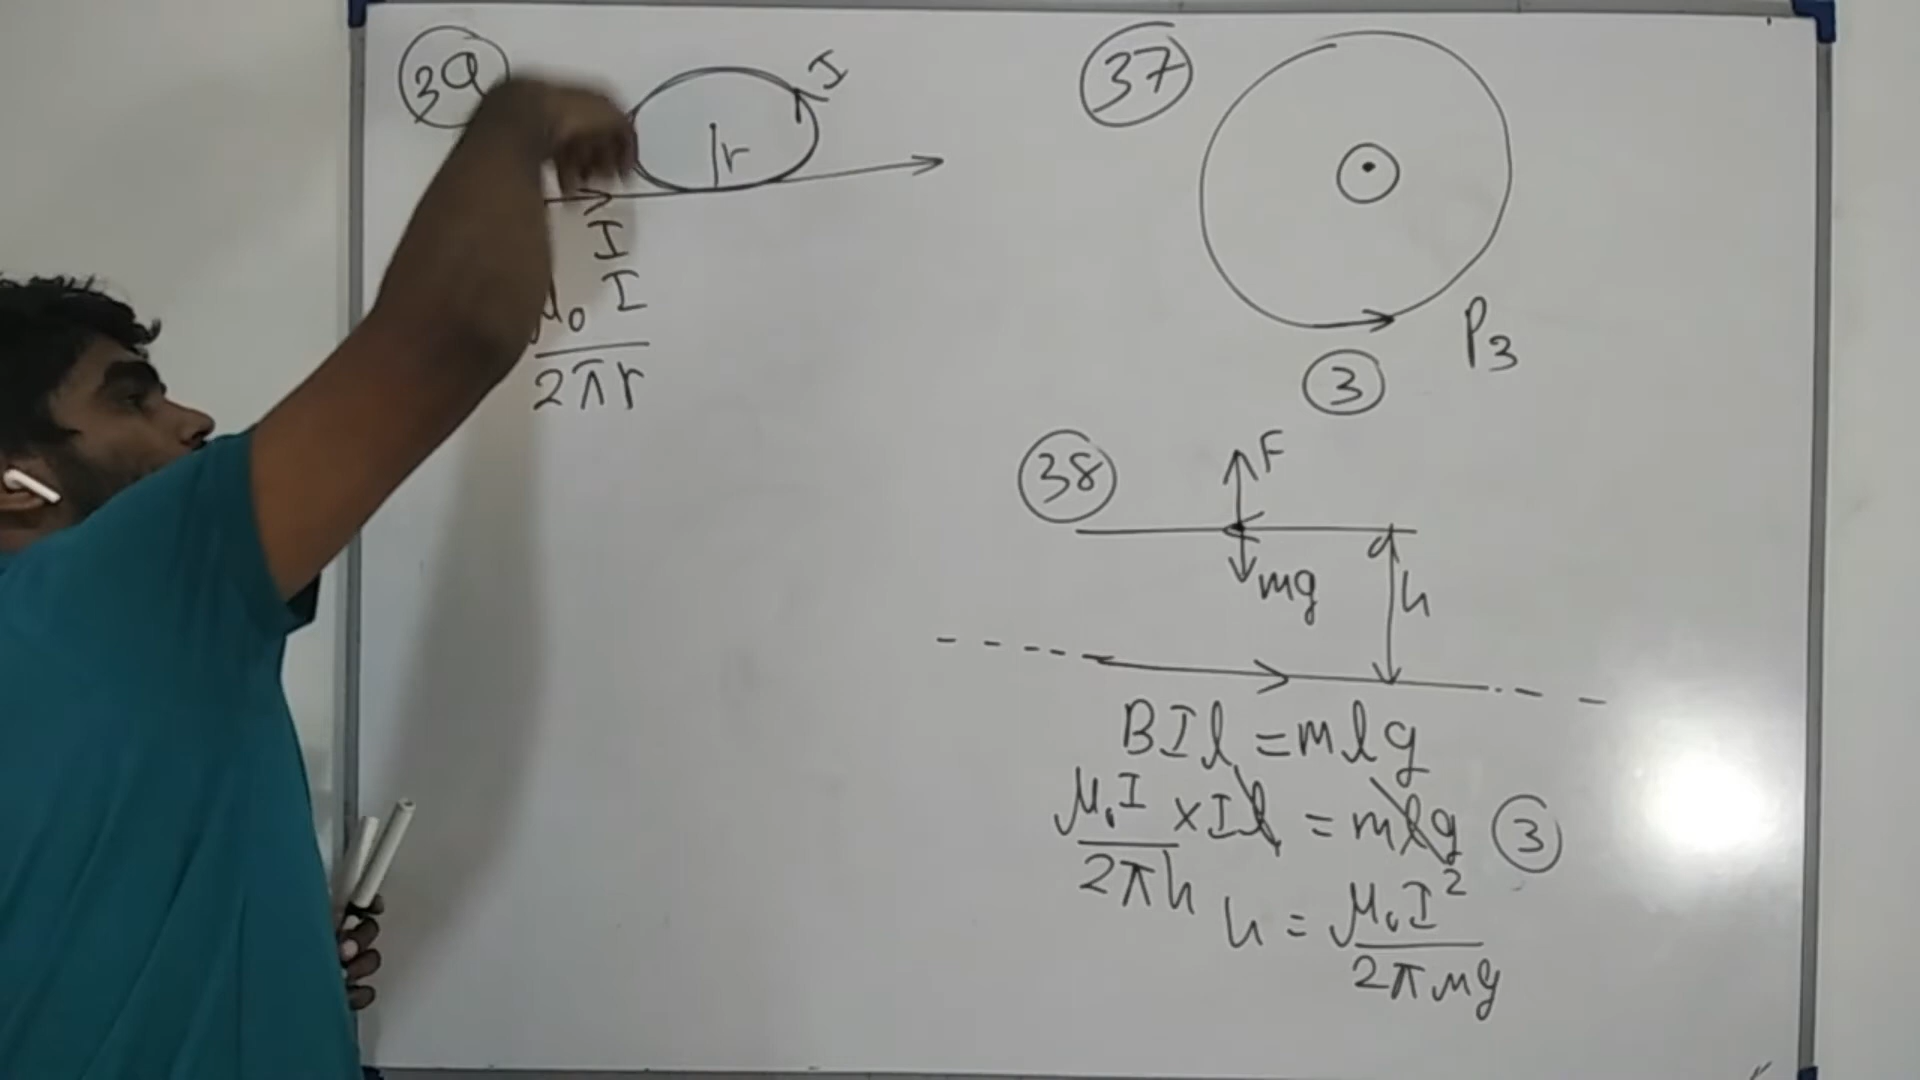 39
I
r
I
μ₀ I
2πr
37
P3
3
38
F
mg
h
BIl = mlg
μ₀I/2πh × Il = mlg 3
h = μ₀I²/2πmg